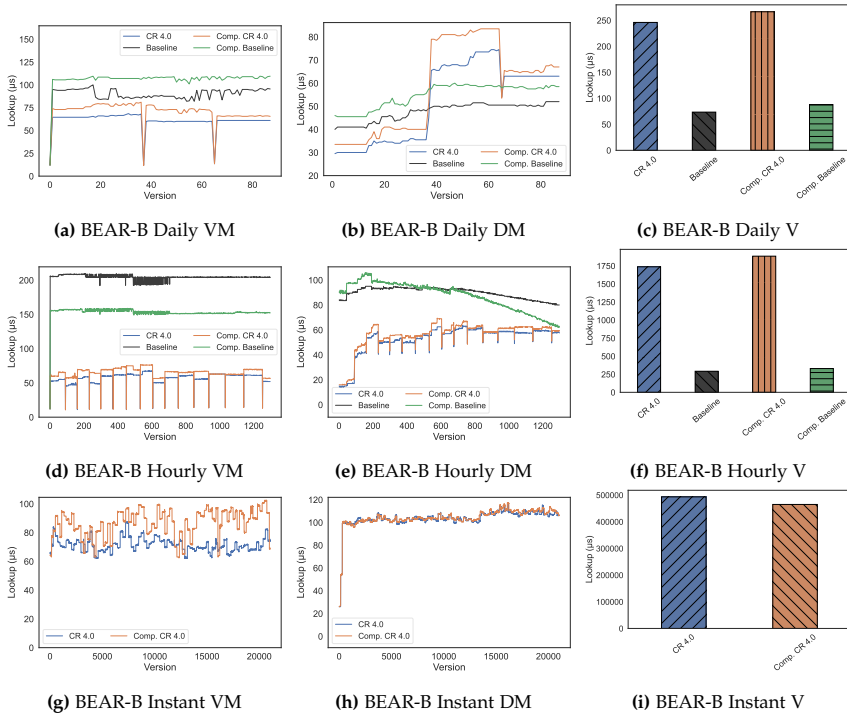 CR 4.0
Baseline
Comp. CR 4.0
Comp. Baseline
Lookup (µs)
125
100
75
50
25
0
0 20 40 60 80
Version
(a) BEAR-B Daily VM
80
70
60
50
40
30
20
Lookup (µs)
CR 4.0
Baseline
Comp. CR 4.0
Comp. Baseline
0 20 40 60 80
Version
(b) BEAR-B Daily DM
250
200
150
100
50
0
Lookup (µs)
CR 4.0
Baseline
Comp. CR 4.0
Comp. Baseline
(c) BEAR-B Daily V
200
150
100
50
0
Lookup (µs)
CR 4.0
Baseline
Comp. CR 4.0
Comp. Baseline
0 200 400 600 800 1000 1200
Version
(d) BEAR-B Hourly VM
100
80
60
40
20
0
Lookup (µs)
CR 4.0
Baseline
Comp. CR 4.0
Comp. Baseline
0 200 400 600 800 1000 1200
Version
(e) BEAR-B Hourly DM
1750
1500
1250
1000
750
500
250
0
Lookup (µs)
CR 4.0
Baseline
Comp. CR 4.0
Comp. Baseline
(f) BEAR-B Hourly V
100
80
60
40
20
0
Lookup (µs)
CR 4.0
Comp. CR 4.0
0 5000 10000 15000 20000
Version
(g) BEAR-B Instant VM
120
100
80
60
40
20
0
Lookup (µs)
CR 4.0
Comp. CR 4.0
0 5000 10000 15000 20000
Version
(h) BEAR-B Instant DM
500000
400000
300000
200000
100000
0
Lookup (µs)
CR 4.0
Comp. CR 4.0
(i) BEAR-B Instant V